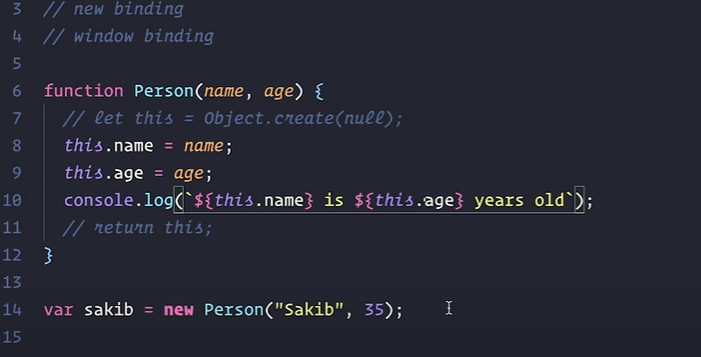 3 // new binding
4 // window binding
5
6 function Person(name, age) {
7 // let this = Object.create(null);
8 this.name = name;
9 this.age = age;
10 console.log(`${this.name} is ${this.age} years old`);
11 // return this;
12 }
13
14 var sakib = new Person("Sakib", 35);
15